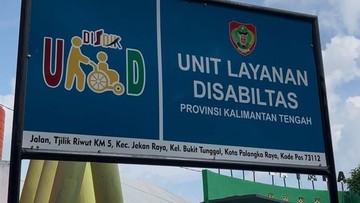 DISDIK
ULD
UNIT LAYANAN
DISABILTAS
PROVINSI KALIMANTAN TENGAH
Jalan, Tjilik Riwut KM 5, Kec. Jekan Raya, Kel. Bukit Tunggal, Kota Palangka Raya, Kode Pos 73112